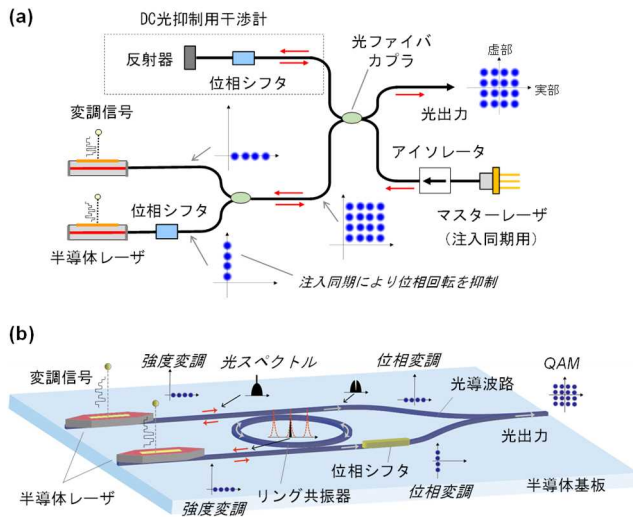 (a)
DC光抑制用干渉計
反射器
位相シフタ
光ファイバ
カプラ
虚部
実部
光出力
変調信号
アイソレータ
位相シフタ
マスターレーザ
(注入同期用)
半導体レーザ
注入同期により位相回転を抑制
(b)
強度変調
光スペクトル
位相変調
QAM
変調信号
光導波路
光出力
半導体レーザ
位相シフタ
リング共振器
強度変調
位相変調
半導体基板